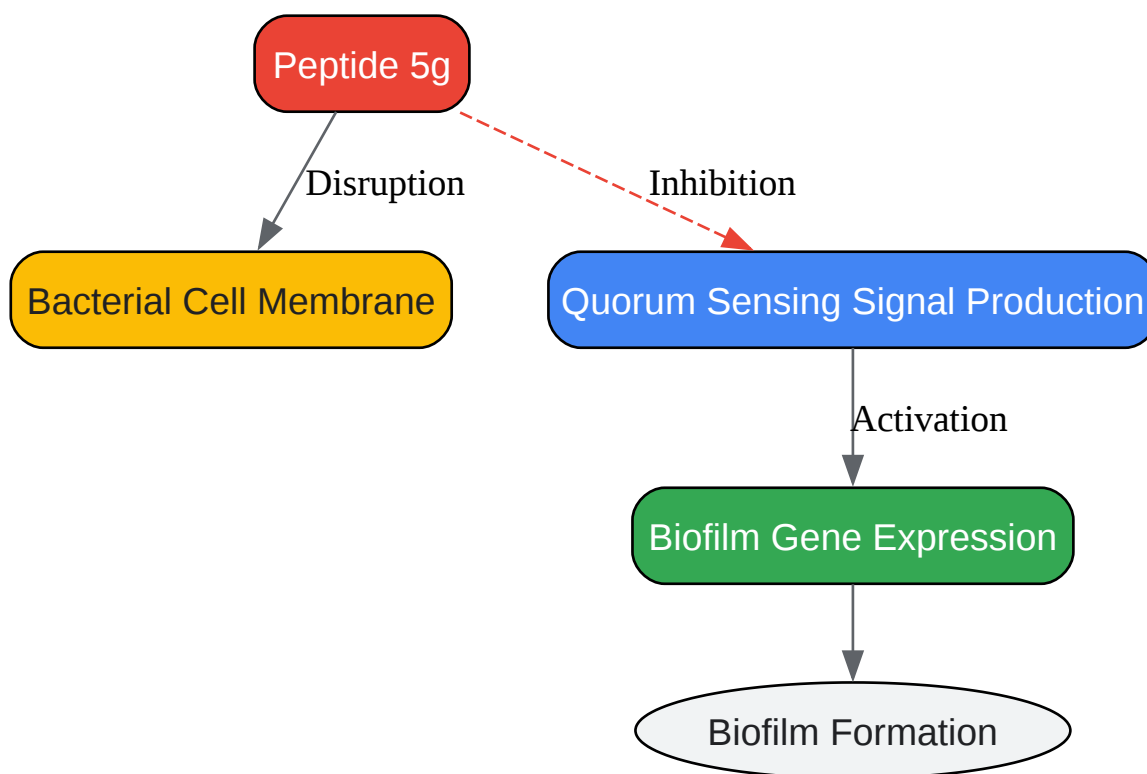 Peptide 5g
Disruption
Inhibition
Bacterial Cell Membrane
Quorum Sensing Signal Production
Activation
Biofilm Gene Expression
Biofilm Formation